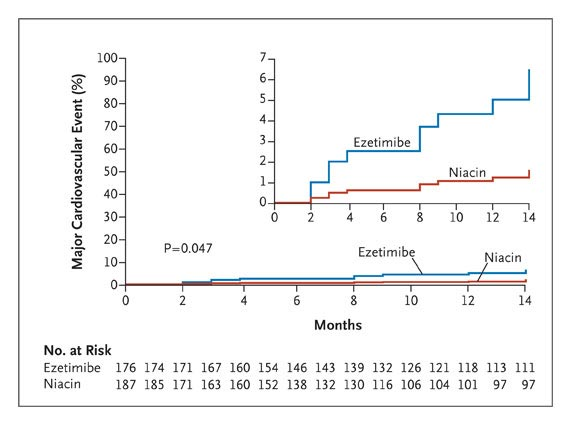 Major Cardiovascular Event (%)
100
90
80
70
60
50
40
30
20
10
0
7
6
5
4
3
2
1
0
0 2 4 6 8 10 12 14
Ezetimibe
Niacin
P=0.047
Ezetimibe
Niacin
0 2 4 6 8 10 12 14
Months
No. at Risk
Ezetimibe 176 174 171 167 160 154 146 143 139 132 126 121 118 113 111
Niacin 187 185 171 163 160 152 138 132 130 116 106 104 101 97 97